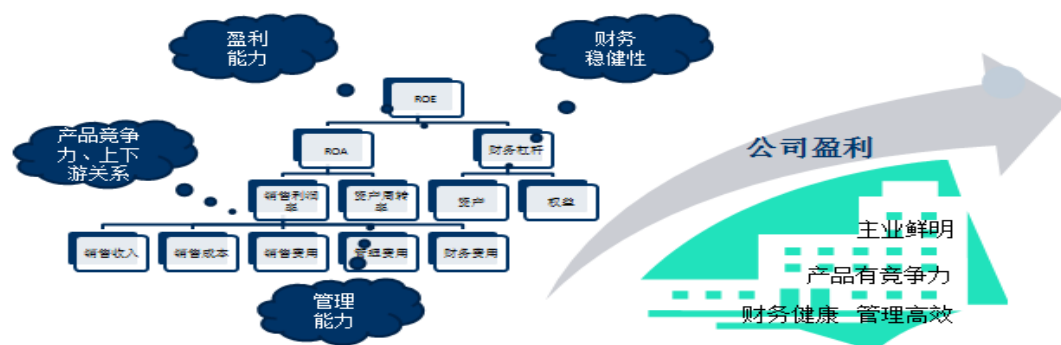 盈利
能力
财务
稳健性
ROE
产品竞争
力、上下
游关系
ROA
财务杠杆
公司盈利
销售利润
率
资产周转
率
资产
权益
主业鲜明
销售收入
销售成本
销售费用
管理费用
财务费用
产品有竞争力
管理
能力
财务健康 管理高效